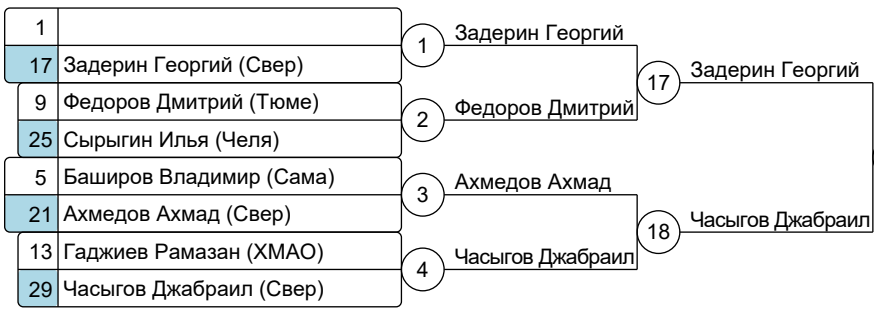 1
17 Задерин Георгий (Свер)
9 Федоров Дмитрий (Тюме)
25 Сырыгин Илья (Челя)
5 Баширов Владимир (Сама)
21 Ахмедов Ахмад (Свер)
13 Гаджиев Рамазан (ХМАО)
29 Часыгов Джабраил (Свер)
1
2
3
4
Задерин Георгий
Федоров Дмитрий
Ахмедов Ахмад
Часыгов Джабраил
17
18
Задерин Георгий
Часыгов Джабраил